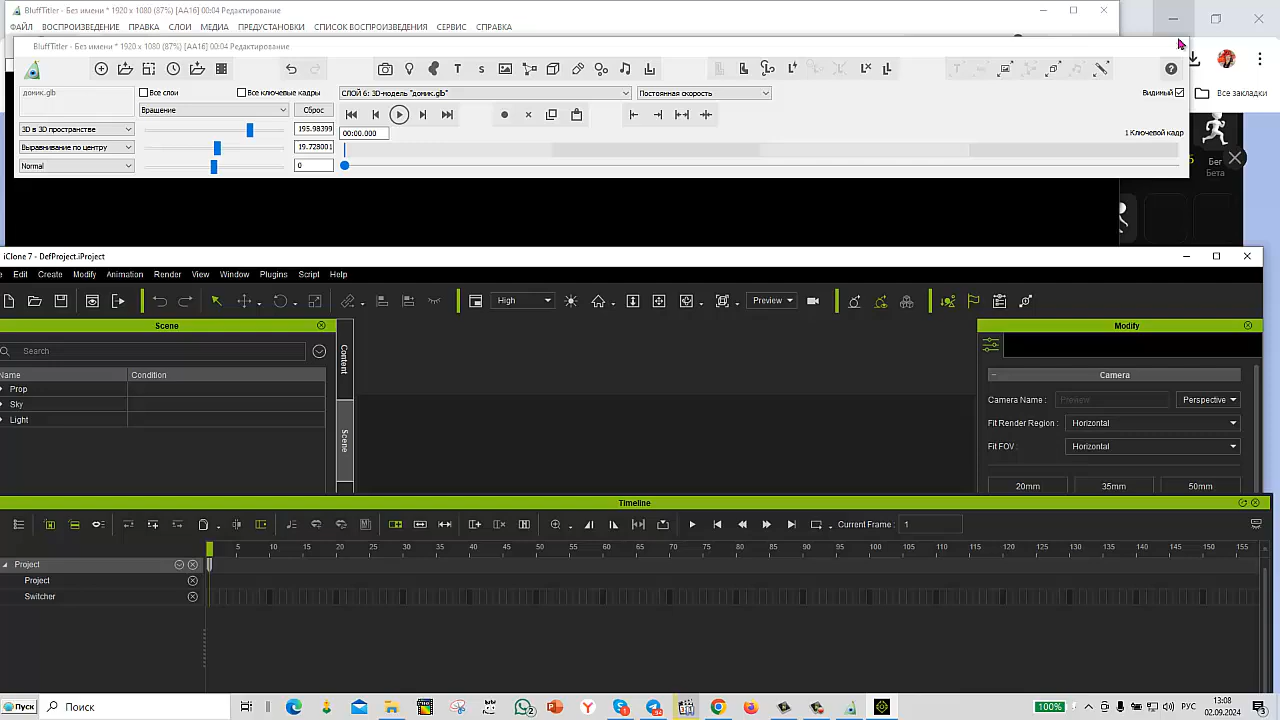 BluffTitler - Без имени * 1920 x 1080 (87%) [AA16] 00:04 Редактирование
ФАЙЛ ВОСПРОИЗВЕДЕНИЕ ПРАВКА СЛОИ МЕДИА ПРЕДУСТАНОВКИ СПИСОК ВОСПРОИЗВЕДЕНИЯ СЕРВИС СПРАВКА
BluffTitler - Без имени * 1920 x 1080 (87%) [AA16] 00:04 Редактирование
домик.glb
Все слои
Все ключевые кадры
СЛОЙ 6: 3D-модель "домик.glb"
Постоянная скорость
Видимый
Все закладки
Вращение
Сброс
3D в 3D пространстве
193.98399
00:00.000
1 Ключевой кадр
Выравнивание по центру
19.728001
Normal
0
Бег
Бета
iClone 7 - DefProject.iProject
Edit Create Modify Animation Render View Window Plugins Script Help
High
Preview
Scene
Modify
Search
Content
Name Condition
Camera
Prop
Camera Name : Preview Perspective
Sky
Light
Fit Render Region : Horizontal
Scene
Fit FOV : Horizontal
20mm 35mm 50mm
Timeline
Current Frame : 1
5 10 15 20 25 30 35 40 45 50 55 60 65 70 75 80 85 90 95 100 105 110 115 120 125 130 135 140 145 150 155
Project
Project
Switcher
Пуск
Поиск
100%
РУС
13:08
02.09.2024